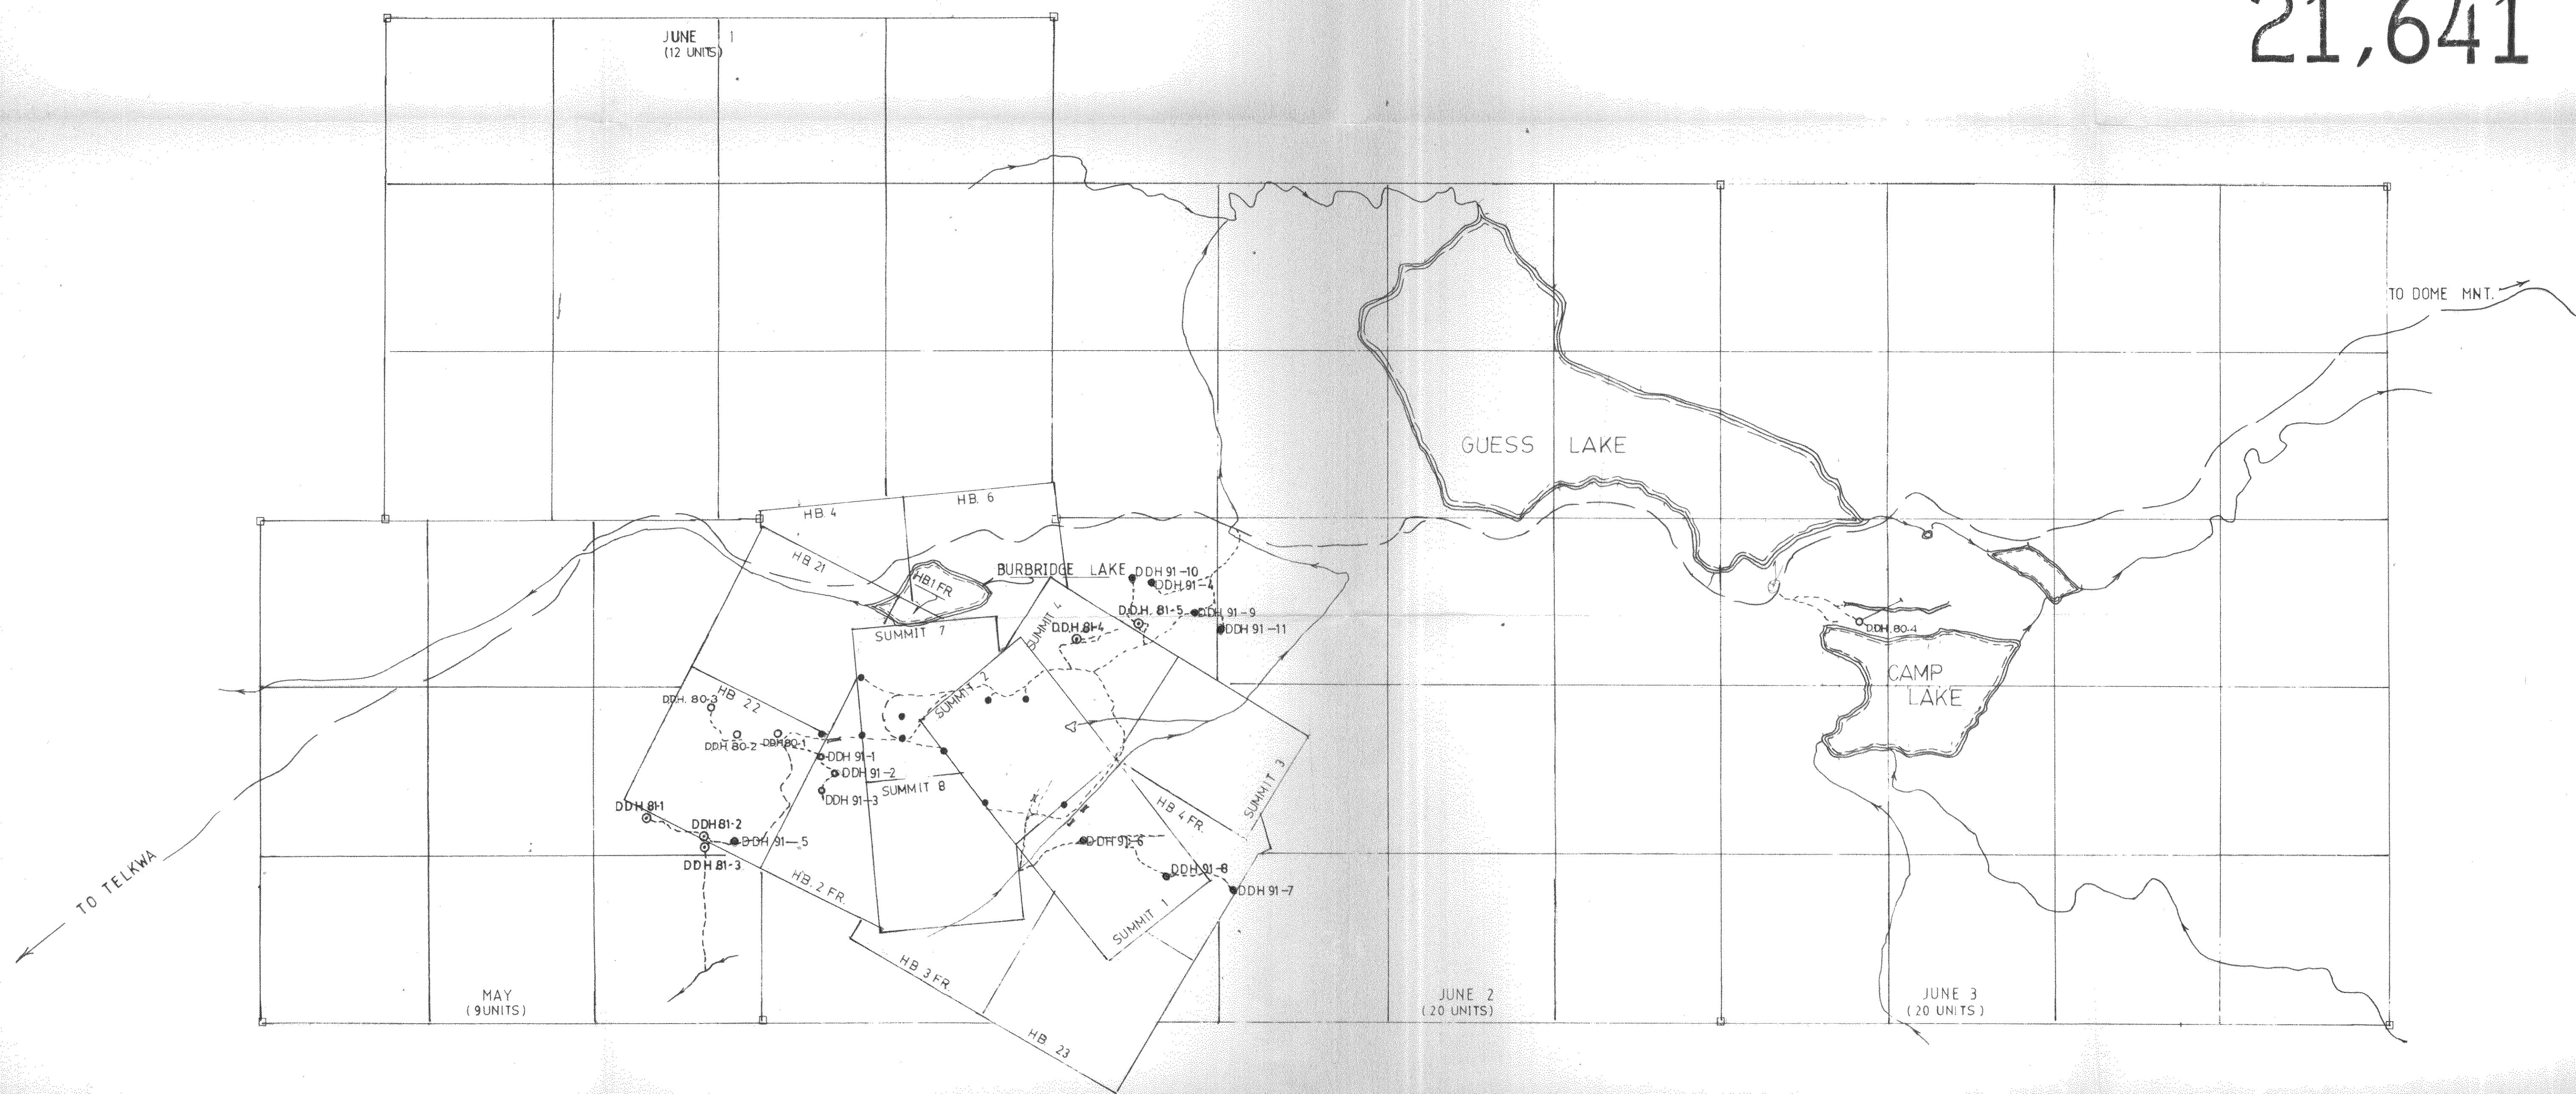 21,641
JUNE 1
(12 UNITS)
TO DOME MNT.
GUESS LAKE
HB. 4
HB. 6
HB 21
HB1 FR
BURBRIDGE LAKE
DDH 91-10
DDH 91-4
D.D.H. 81-5
DDH 91-9
DDH 91-11
D.D.H. 81-4
SUMMIT 4
SUMMIT 7
DDH. 80-4
CAMP
LAKE
HB 22
SUMMIT 2
D.D.H. 80-3
D.D.H 80-2
DDH 80-1
DDH 91-1
DDH 91-2
DDH 91-3
SUMMIT 8
SUMMIT 3
HB 4 FR.
DDH 81-1
DDH 81-2
DDH 91-5
DDH 81-3
DDH 91-6
DDH 91-8
DDH 91-7
TO TELKWA
HB. 2 FR.
SUMMIT 1
HB 3 FR.
HB 23
MAY
(9 UNITS)
JUNE 2
(20 UNITS)
JUNE 3
(20 UNITS)